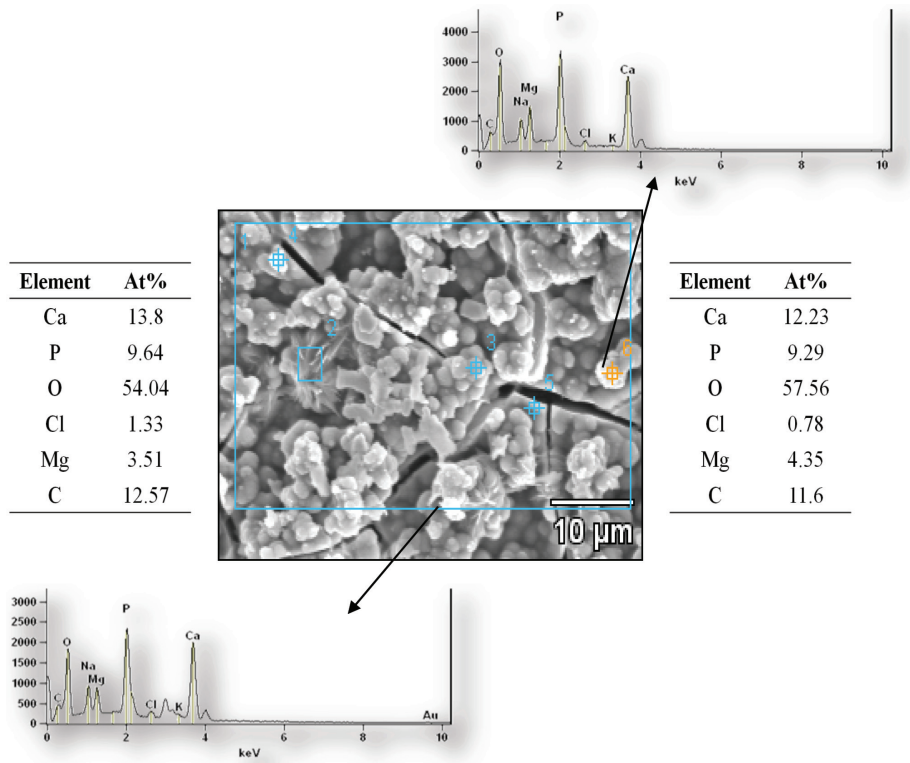 P
4000
3000
2000
1000
0
O
Mg
Na
C
Cl
K
Ca
0 2 4 6 8 10
keV
Element At%
Ca 13.8
P 9.64
O 54.04
Cl 1.33
Mg 3.51
C 12.57
1
4
2
3
5
6
10 µm
Element At%
Ca 12.23
P 9.29
O 57.56
Cl 0.78
Mg 4.35
C 11.6
3000
2500
2000
1500
1000
500
0
P
O
Ca
Na
Mg
C
Cl
K
Au
0 2 4 6 8 10
keV